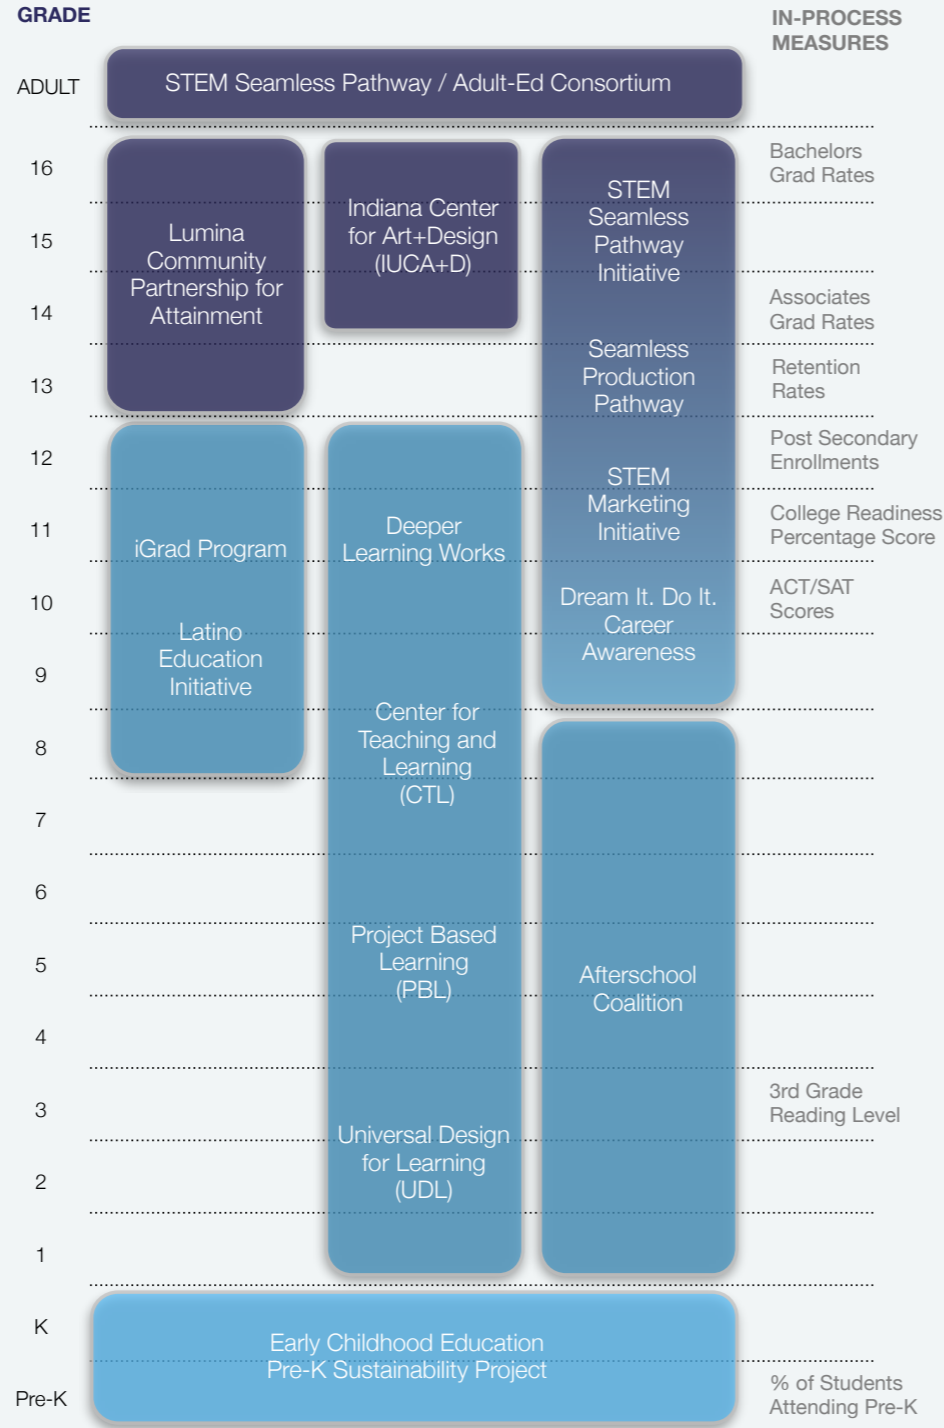 GRADE
IN-PROCESS
MEASURES
ADULT
STEM Seamless Pathway / Adult-Ed Consortium
16
15
14
13
12
11
10
9
8
7
6
5
4
3
2
1
K
Pre-K
Lumina
Community
Partnership for
Attainment
iGrad Program
Latino
Education
Initiative
Indiana Center
for Art+Design
(IUCA+D)
Deeper
Learning Works
Center for
Teaching and
Learning
(CTL)
Project Based
Learning
(PBL)
Universal Design
for Learning
(UDL)
STEM
Seamless
Pathway
Initiative
Seamless
Production
Pathway
STEM
Marketing
Initiative
Dream It. Do It.
Career
Awareness
Afterschool
Coalition
Early Childhood Education
Pre-K Sustainability Project
Bachelors
Grad Rates
Associates
Grad Rates
Retention
Rates
Post Secondary
Enrollments
College Readiness
Percentage Score
ACT/SAT
Scores
3rd Grade
Reading Level
% of Students
Attending Pre-K